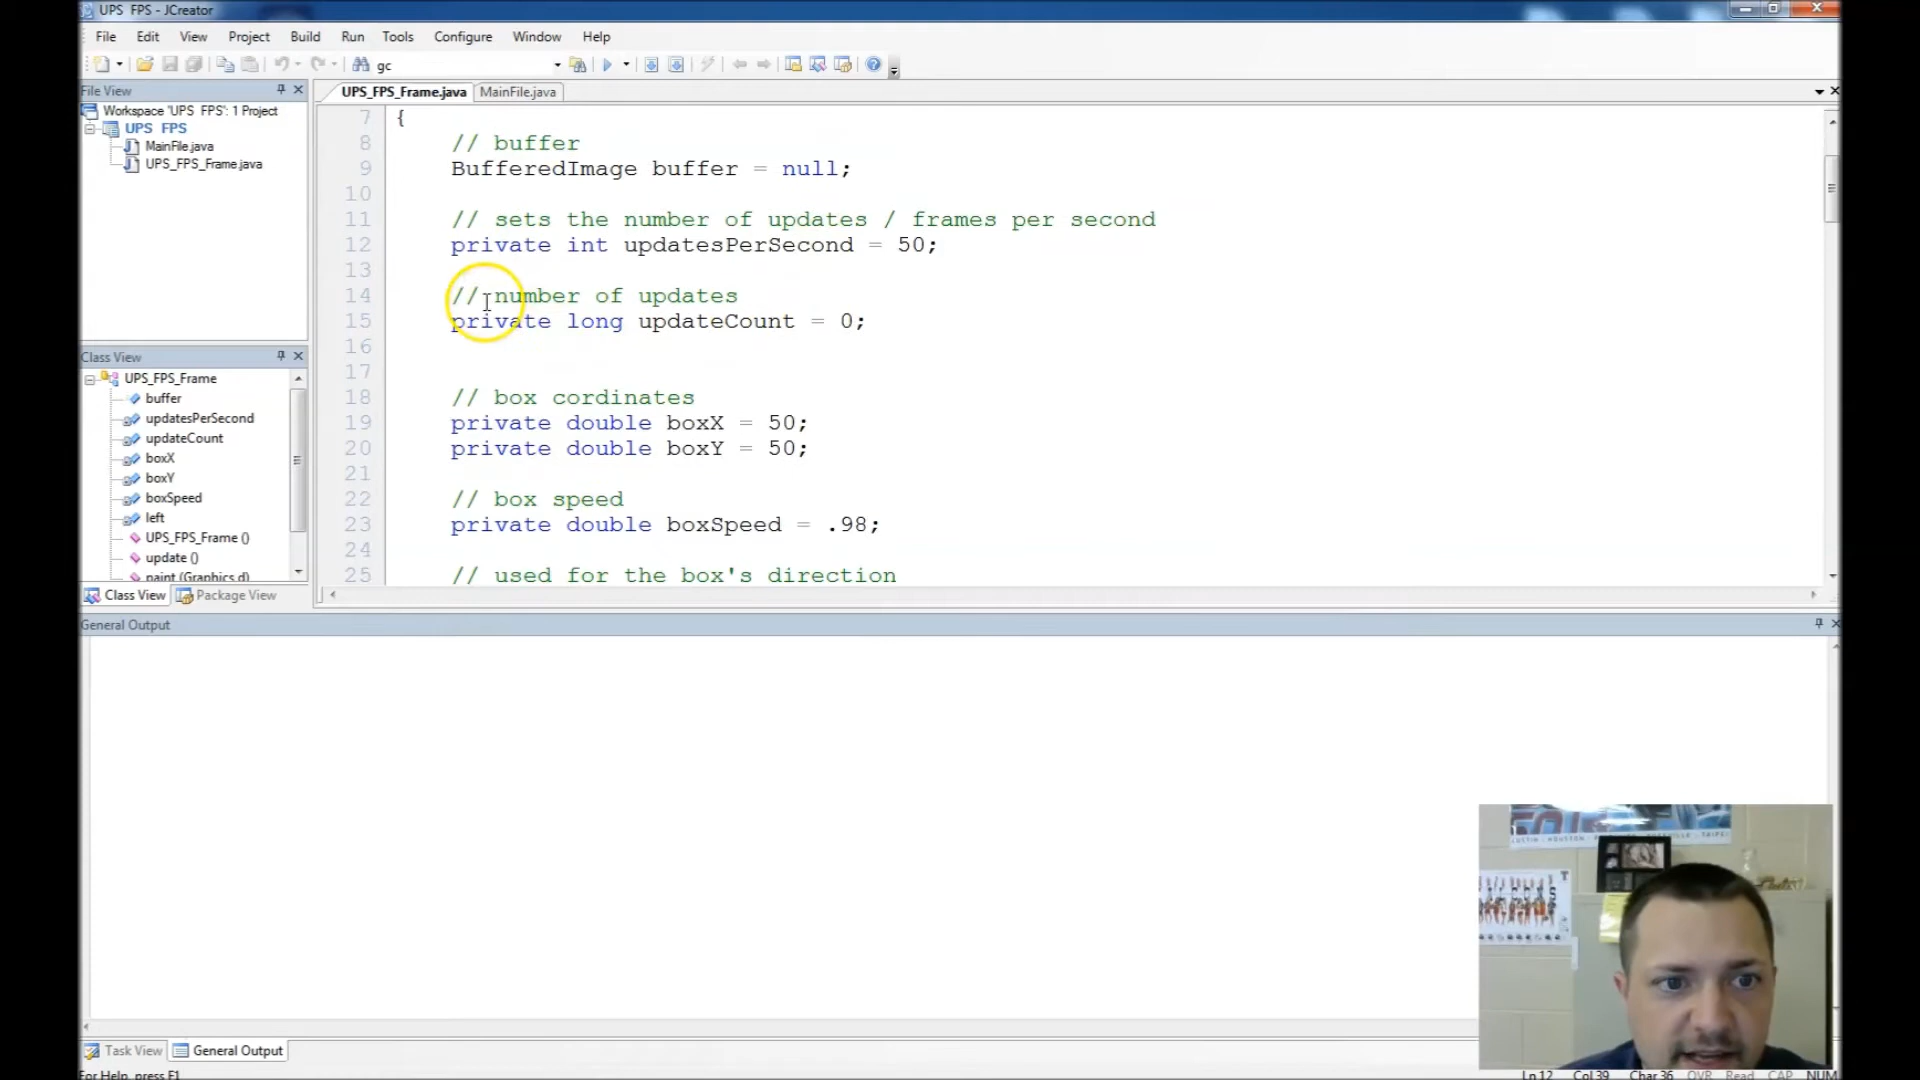 UPS FPS - JCreator
File Edit View Project Build Run Tools Configure Window Help
gc
File View
Workspace "UPS FPS": 1 Project
UPS FPS
MainFile.java
UPS_FPS_Frame.java
Class View
UPS_FPS_Frame
buffer
updatesPerSecond
updateCount
boxX
boxY
boxSpeed
left
UPS_FPS_Frame ()
update ()
paint (Graphics d)
Class View Package View
UPS_FPS_Frame.java MainFile.java
7 {
8 // buffer
9 BufferedImage buffer = null;
10
11 // sets the number of updates / frames per second
12 private int updatesPerSecond = 50;
13
14 // number of updates
15 private long updateCount = 0;
16
17
18 // box cordinates
19 private double boxX = 50;
20 private double boxY = 50;
21
22 // box speed
23 private double boxSpeed = .98;
24
25 // used for the box's direction
General Output
Task View General Output
For Help, press F1
Ln 12 Col 39 Char 36 OVR Read CAP NUM